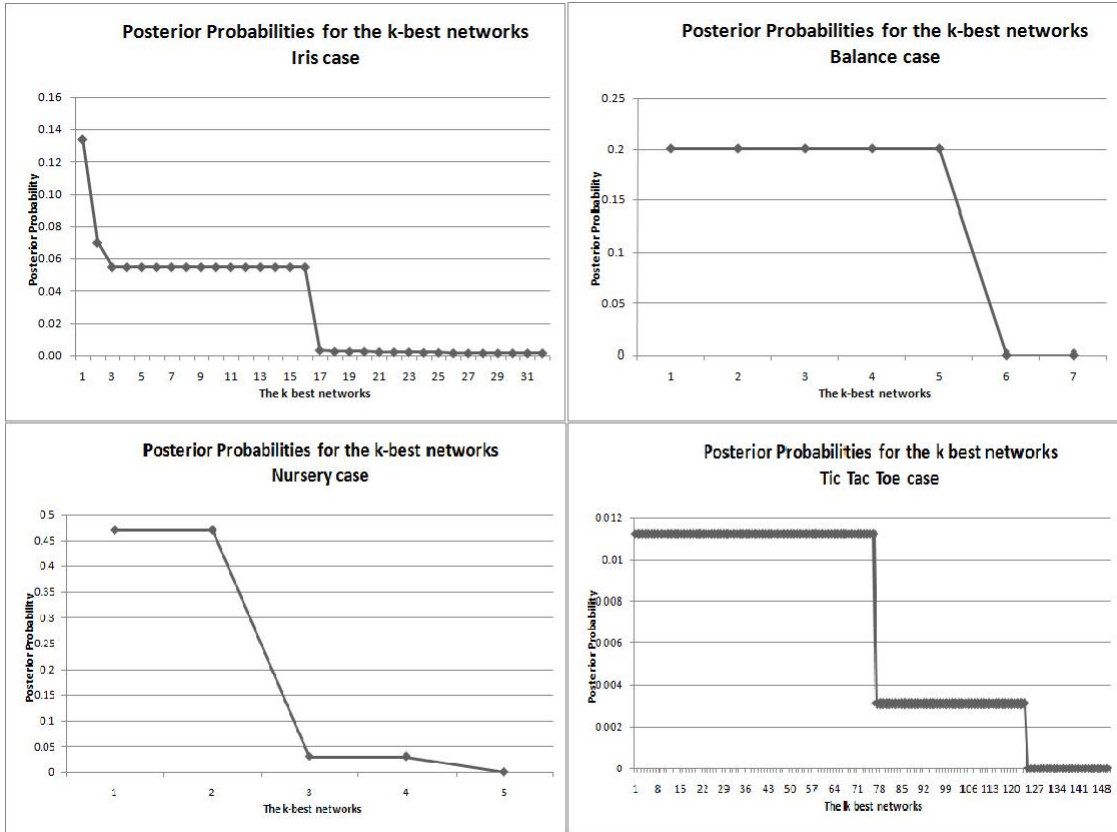 Posterior Probabilities for the k-best networks
Iris case
0.16
0.14
0.12
0.10
0.08
0.06
0.04
0.02
0.00
Posterior Probability
1 3 5 7 9 11 13 15 17 19 21 23 25 27 29 31
The k best networks
Posterior Probabilities for the k-best networks
Balance case
0.25
0.2
0.15
0.1
0.05
0
Posterior Probability
1 2 3 4 5 6 7
The k-best networks
Posterior Probabilities for the k-best networks
Nursery case
0.5
0.45
0.4
0.35
0.3
0.25
0.2
0.15
0.1
0.05
0
Posterior Probability
1 2 3 4 5
The k-best networks
Posterior Probabilities for the k best networks
Tic Tac Toe case
0.012
0.01
0.008
0.006
0.004
0.002
0
Posterior Probability
1 8 15 22 29 36 43 50 57 64 71 78 85 92 99 106 113 120 127 134 141 148
The k best networks